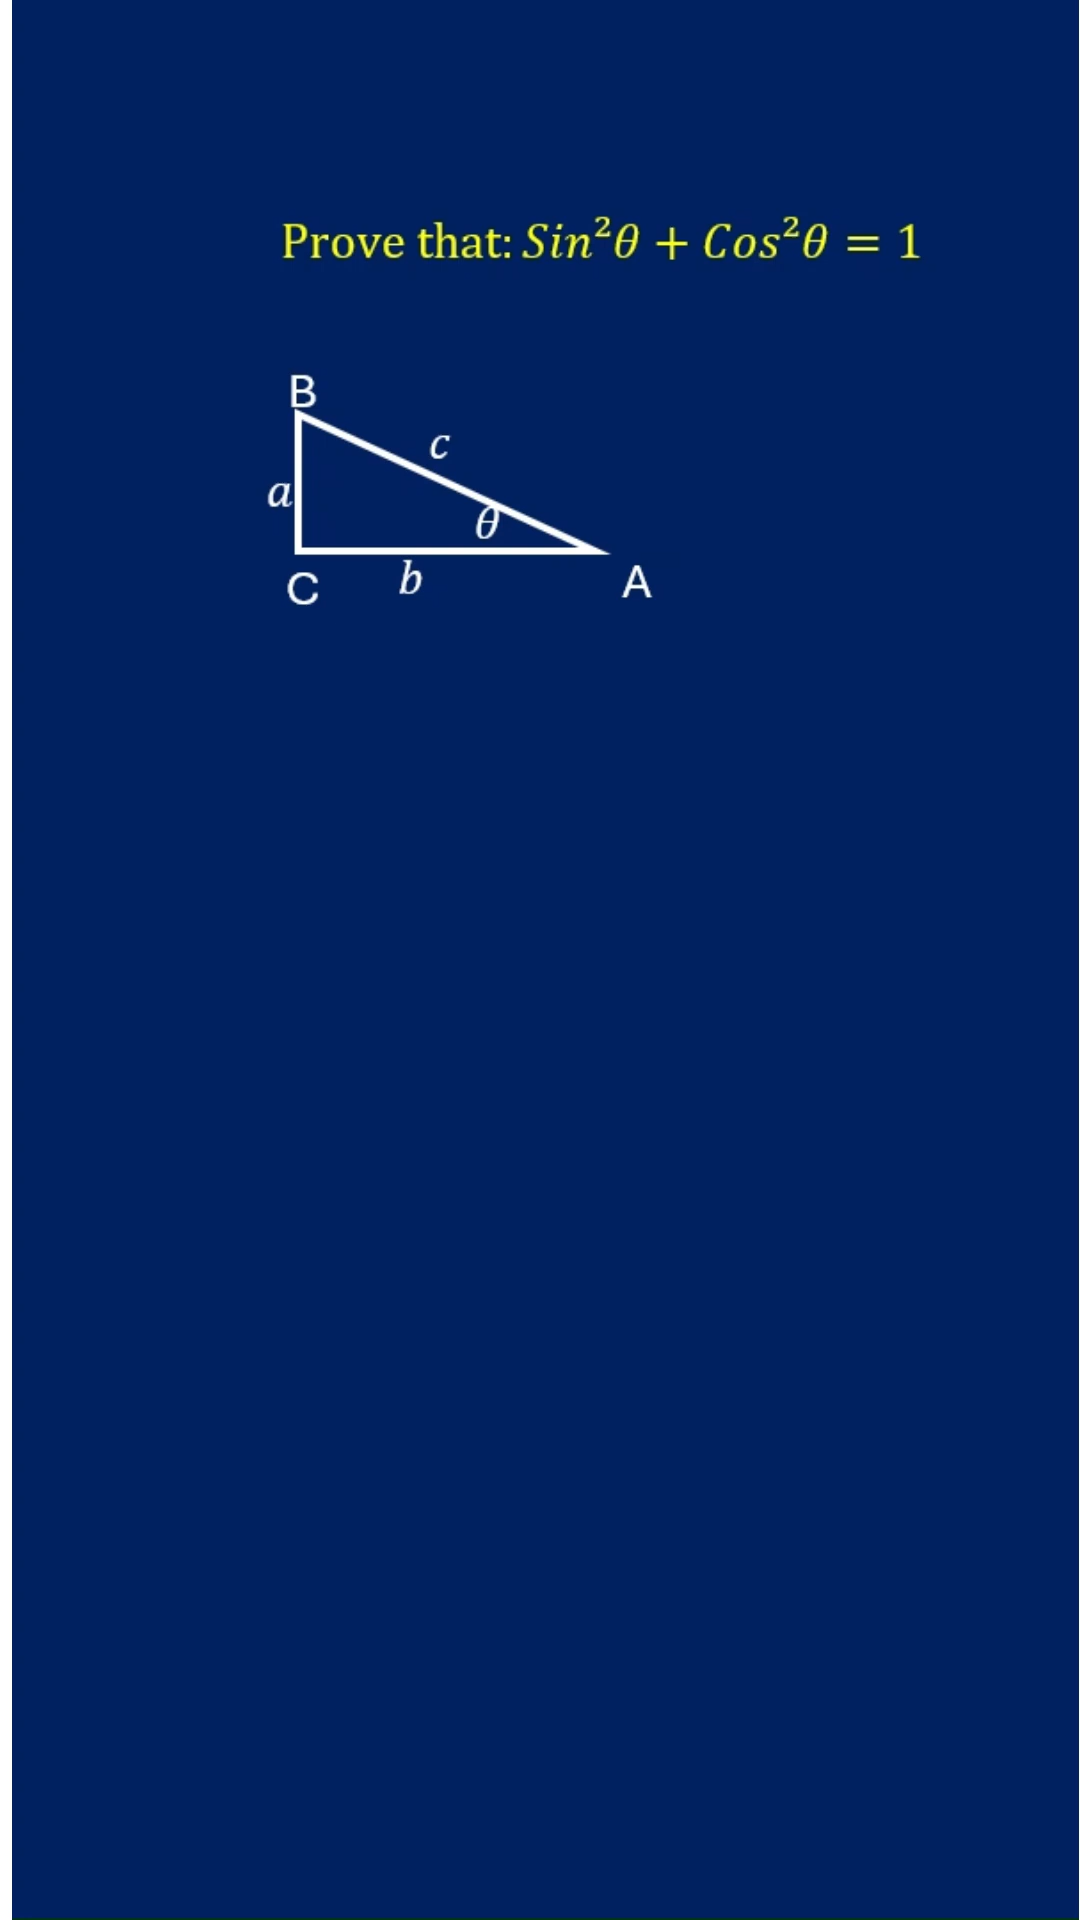 Prove that: Sin²θ + Cos²θ = 1
B
c
a
θ
C
b
A